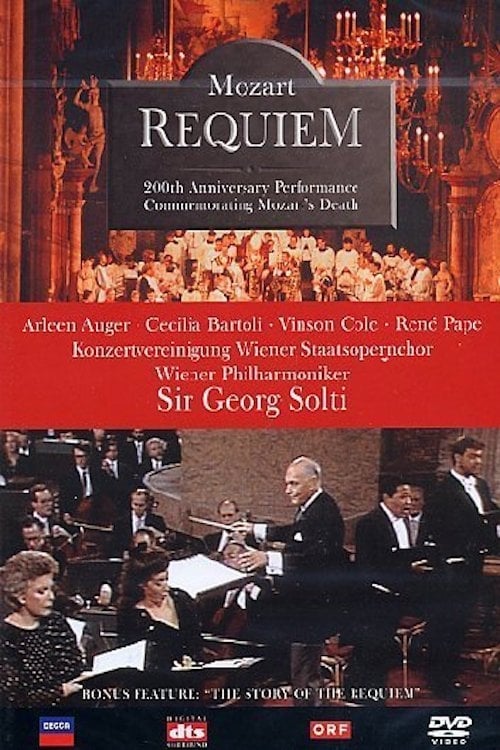 Mozart
REQUIEM
200th Anniversary Performance
Commemorating Mozart's Death
Arleen Auger · Cecilia Bartoli · Vinson Cole · René Pape
Konzertvereinigung Wiener Staatsopernchor
Wiener Philharmoniker
Sir Georg Solti
BONUS FEATURE: "THE STORY OF THE REQUIEM"
DECCA
DIGITAL
dts
SURROUND
ORF
DVD
VIDEO